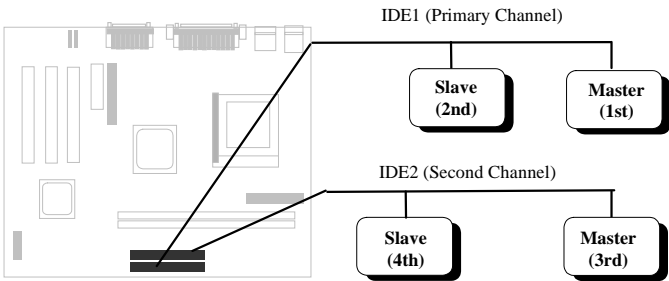 IDE1 (Primary Channel)
Slave
(2nd)
Master
(1st)
IDE2 (Second Channel)
Slave
(4th)
Master
(3rd)